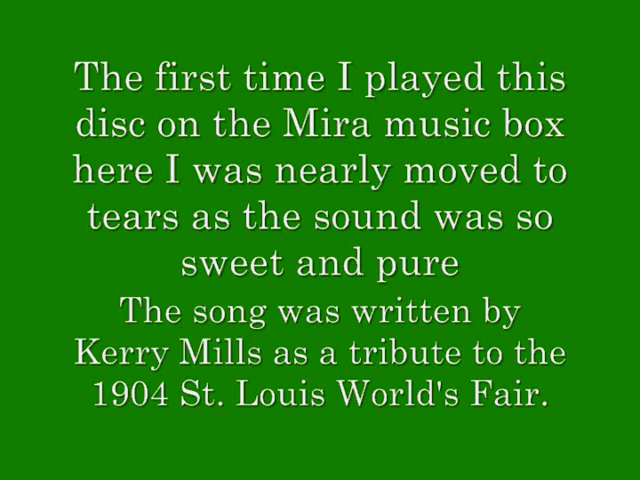 The first time I played this
disc on the Mira music box
here I was nearly moved to
tears as the sound was so
sweet and pure
The song was written by
Kerry Mills as a tribute to the
1904 St. Louis World's Fair.